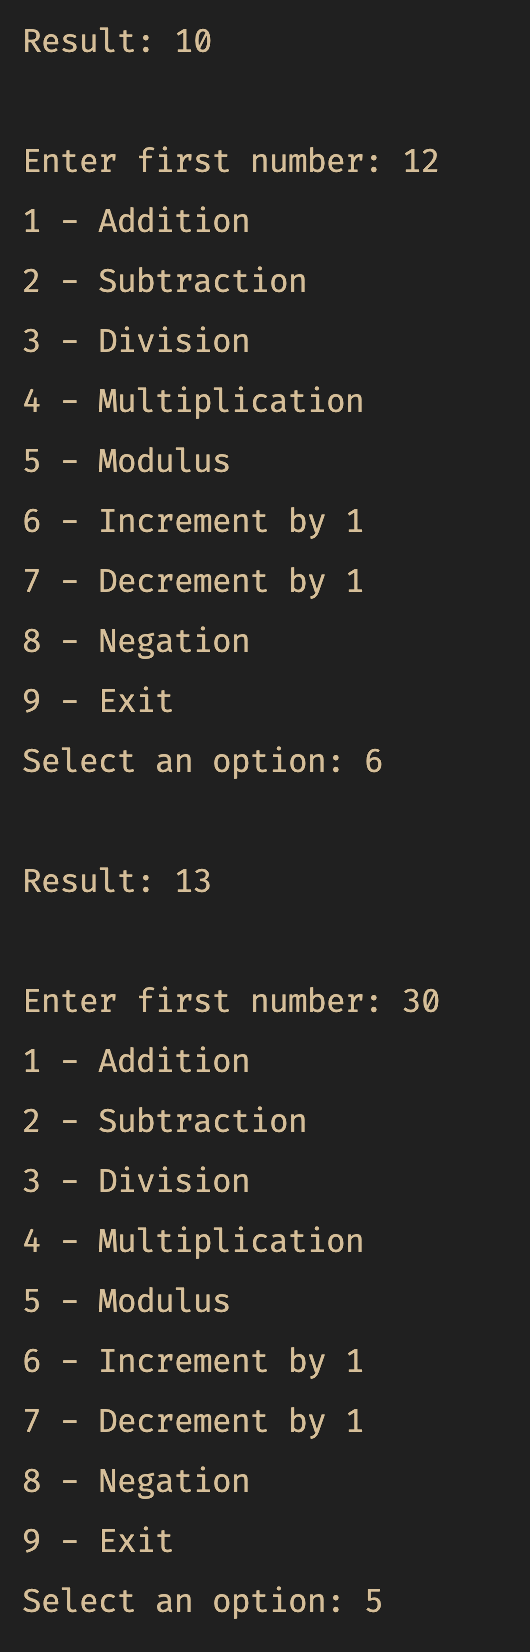 Result: 10
Enter first number: 12
1 - Addition
2 - Subtraction
3 - Division
4 - Multiplication
5 - Modulus
6 - Increment by 1
7 - Decrement by 1
8 - Negation
9 - Exit
Select an option: 6
Result: 13
Enter first number: 30
1 - Addition
2 - Subtraction
3 - Division
4 - Multiplication
5 - Modulus
6 - Increment by 1
7 - Decrement by 1
8 - Negation
9 - Exit
Select an option: 5